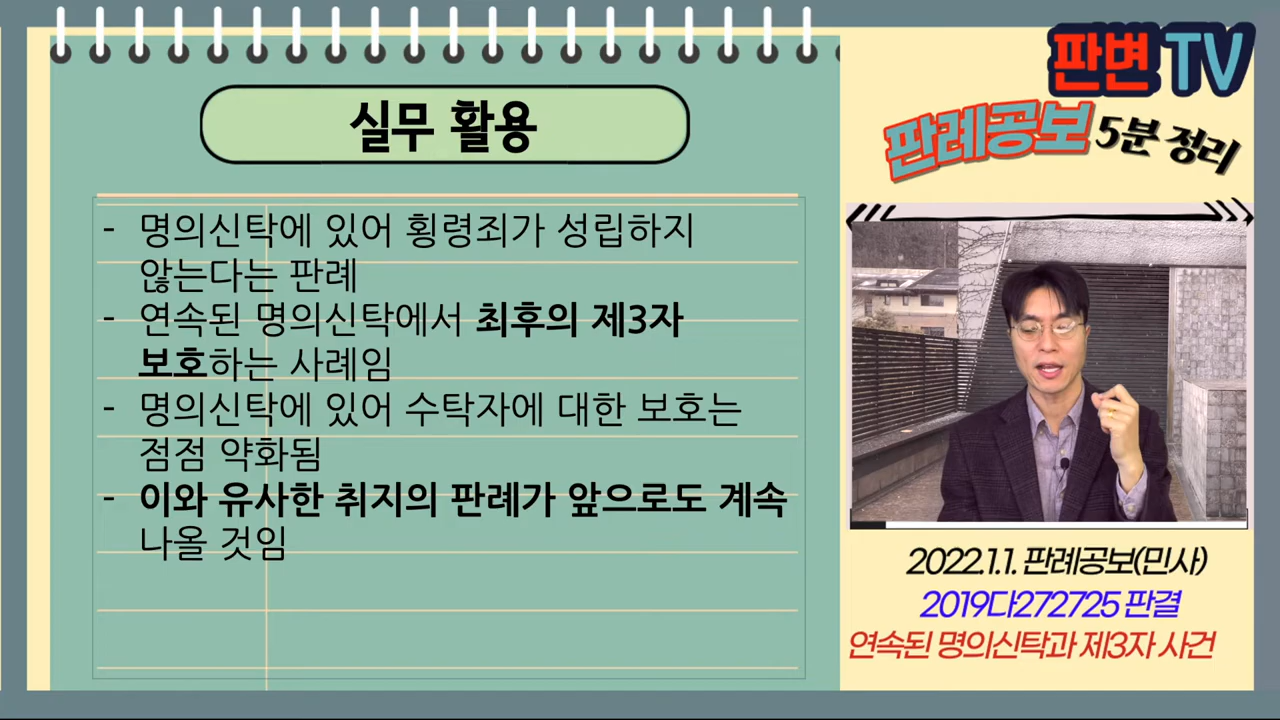 실무 활용
- 명의신탁에 있어 횡령죄가 성립하지
않는다는 판례
- 연속된 명의신탁에서 최후의 제3자
보호하는 사례임
- 명의신탁에 있어 수탁자에 대한 보호는
점점 약화됨
- 이와 유사한 취지의 판례가 앞으로도 계속
나올 것임
판변 TV
판례공보 5분 정리
2022.1.1. 판례공보(민사)
2019다272725 판결
연속된 명의신탁과 제3자 사건